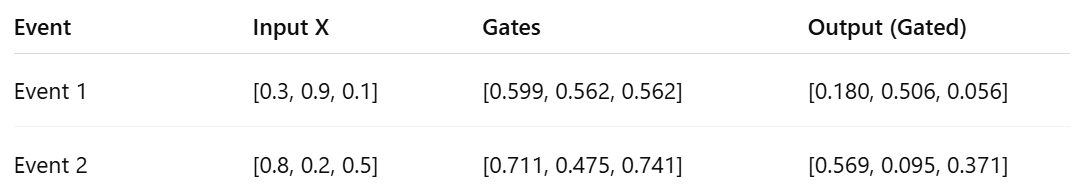 Event Input X Gates Output (Gated)
Event 1 [0.3, 0.9, 0.1] [0.599, 0.562, 0.562] [0.180, 0.506, 0.056]
Event 2 [0.8, 0.2, 0.5] [0.711, 0.475, 0.741] [0.569, 0.095, 0.371]